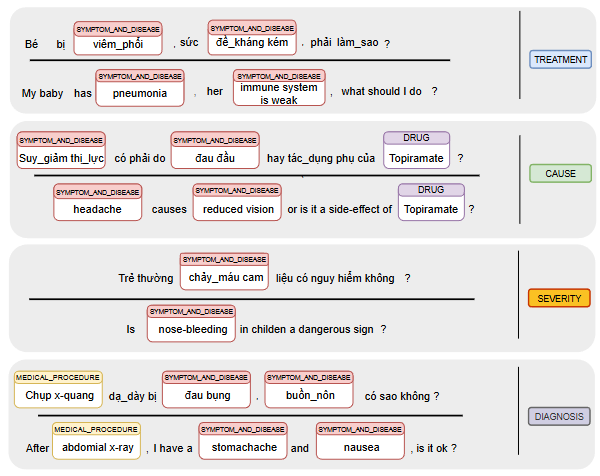 SYMPTOM_AND_DISEASE SYMPTOM_AND_DISEASE
Bé bị viêm_phổi , sức đề_kháng kém , phải làm_sao ?
TREATMENT
SYMPTOM_AND_DISEASE SYMPTOM_AND_DISEASE
My baby has pneumonia , her immune system is weak , what should I do ?
SYMPTOM_AND_DISEASE SYMPTOM_AND_DISEASE DRUG
Suy_giảm thị_lực có phải do đau đầu hay tác_dụng phụ của Topiramate ?
CAUSE
SYMPTOM_AND_DISEASE SYMPTOM_AND_DISEASE DRUG
headache causes reduced vision or is it a side-effect of Topiramate ?
SYMPTOM_AND_DISEASE
Trẻ thường chảy_máu cam liệu có nguy hiểm không ?
SEVERITY
SYMPTOM_AND_DISEASE
Is nose-bleeding in childen a dangerous sign ?
MEDICAL_PROCEDURE SYMPTOM_AND_DISEASE SYMPTOM_AND_DISEASE
Chụp x-quang dạ_dày bị đau bụng , buồn_nôn có sao không ?
DIAGNOSIS
MEDICAL_PROCEDURE SYMPTOM_AND_DISEASE SYMPTOM_AND_DISEASE
After abdomial x-ray , I have a stomachache and nausea , is it ok ?